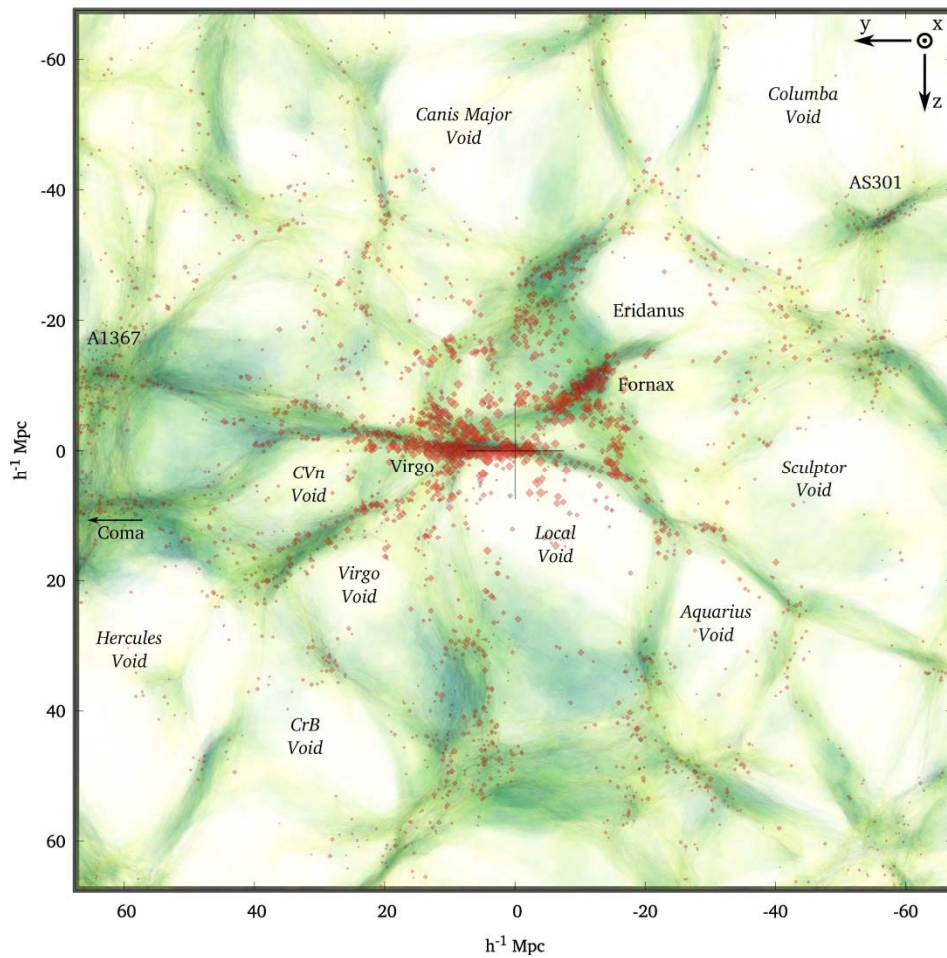 y
x
z
-60
-40
-20
0
20
40
60
h⁻¹ Mpc
Canis Major
Void
Columba
Void
AS301
Eridanus
A1367
Fornax
Virgo
CVn
Void
Sculptor
Void
Coma
Local
Void
Virgo
Void
Aquarius
Void
Hercules
Void
CrB
Void
60
40
20
0
-20
-40
-60
h⁻¹ Mpc